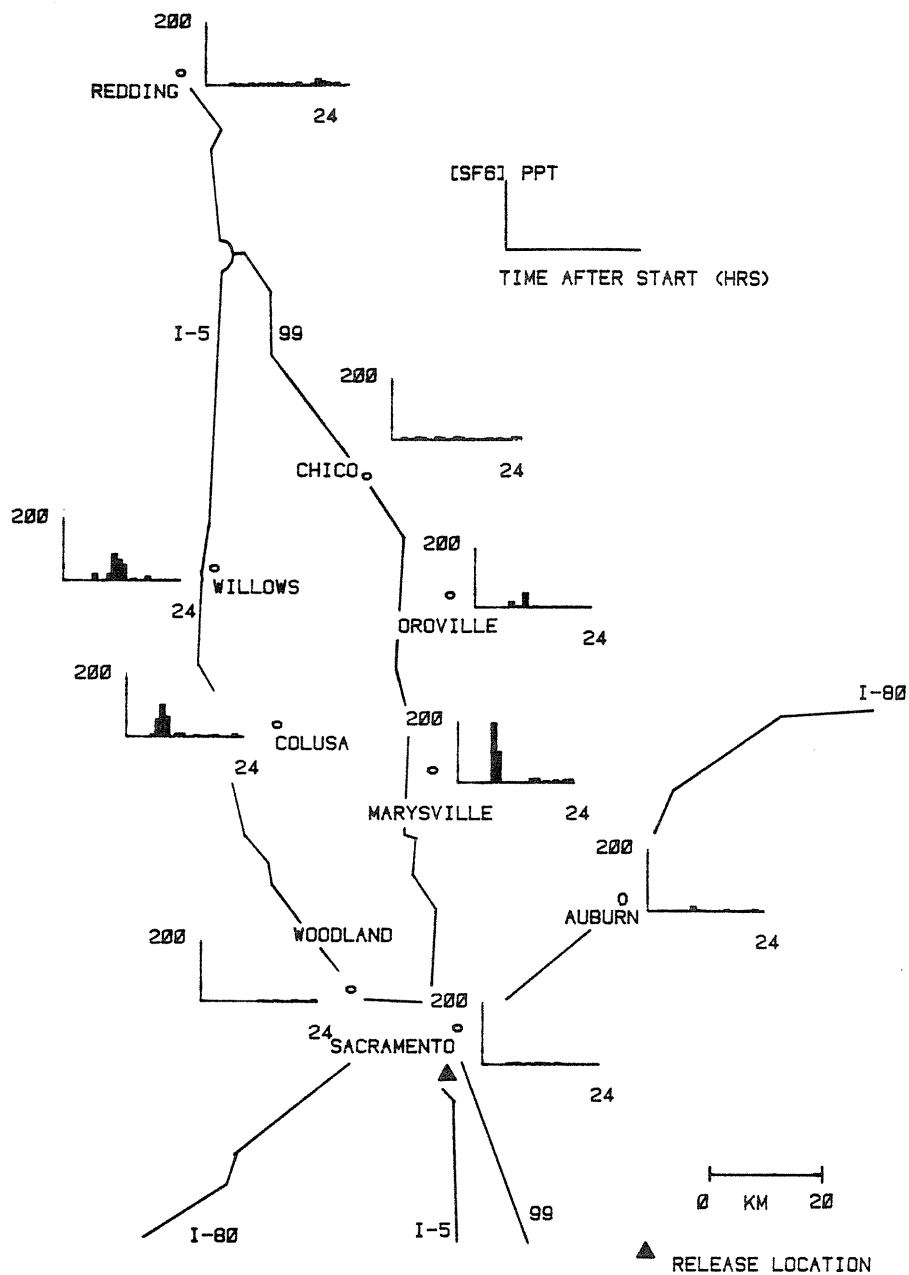 200
REDDING
24
[SF6] PPT
TIME AFTER START (HRS)
I-5
99
200
CHICO
24
200
WILLOWS
24
200
OROVILLE
24
200
COLUSA
24
200
MARYSVILLE
24
I-80
200
AUBURN
24
WOODLAND
200
24
200
SACRAMENTO
24
I-80
I-5
99
0 KM 20
RELEASE LOCATION